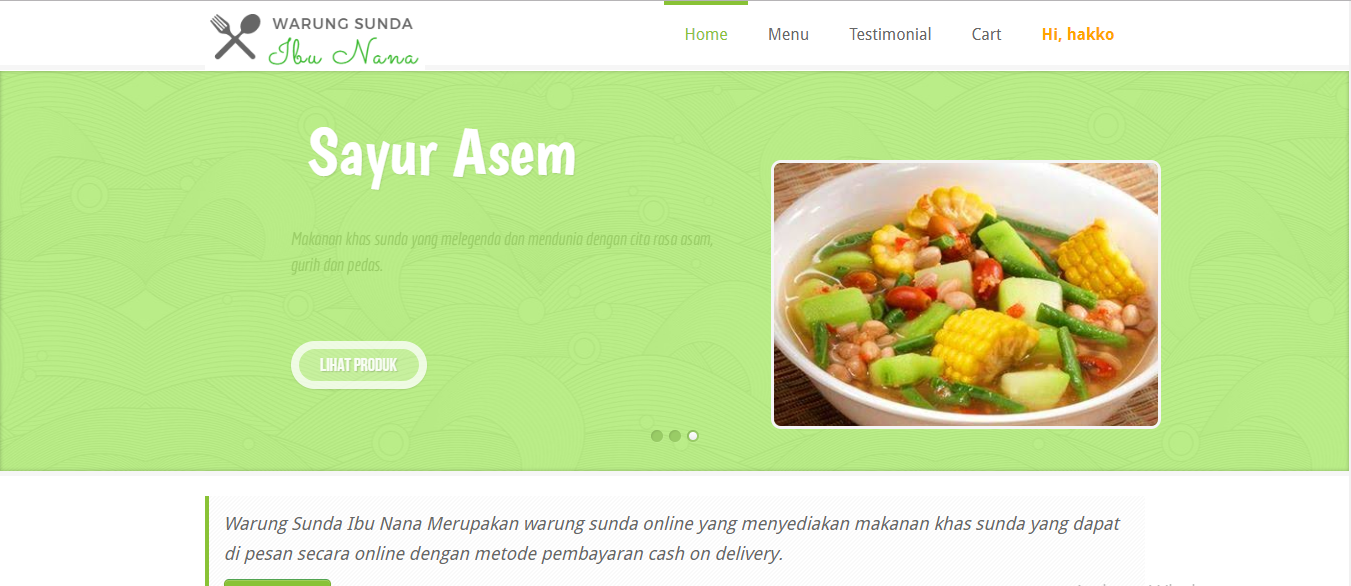 WARUNG SUNDA
Ibu Nana
Home
Menu
Testimonial
Cart
Hi, hakko
Sayur Asem
Makanan khas sunda yang melegenda dan mendunia dengan cita rasa asam,
gurih dan pedas.
LIHAT PRODUK
Warung Sunda Ibu Nana Merupakan warung sunda online yang menyediakan makanan khas sunda yang dapat
di pesan secara online dengan metode pembayaran cash on delivery.